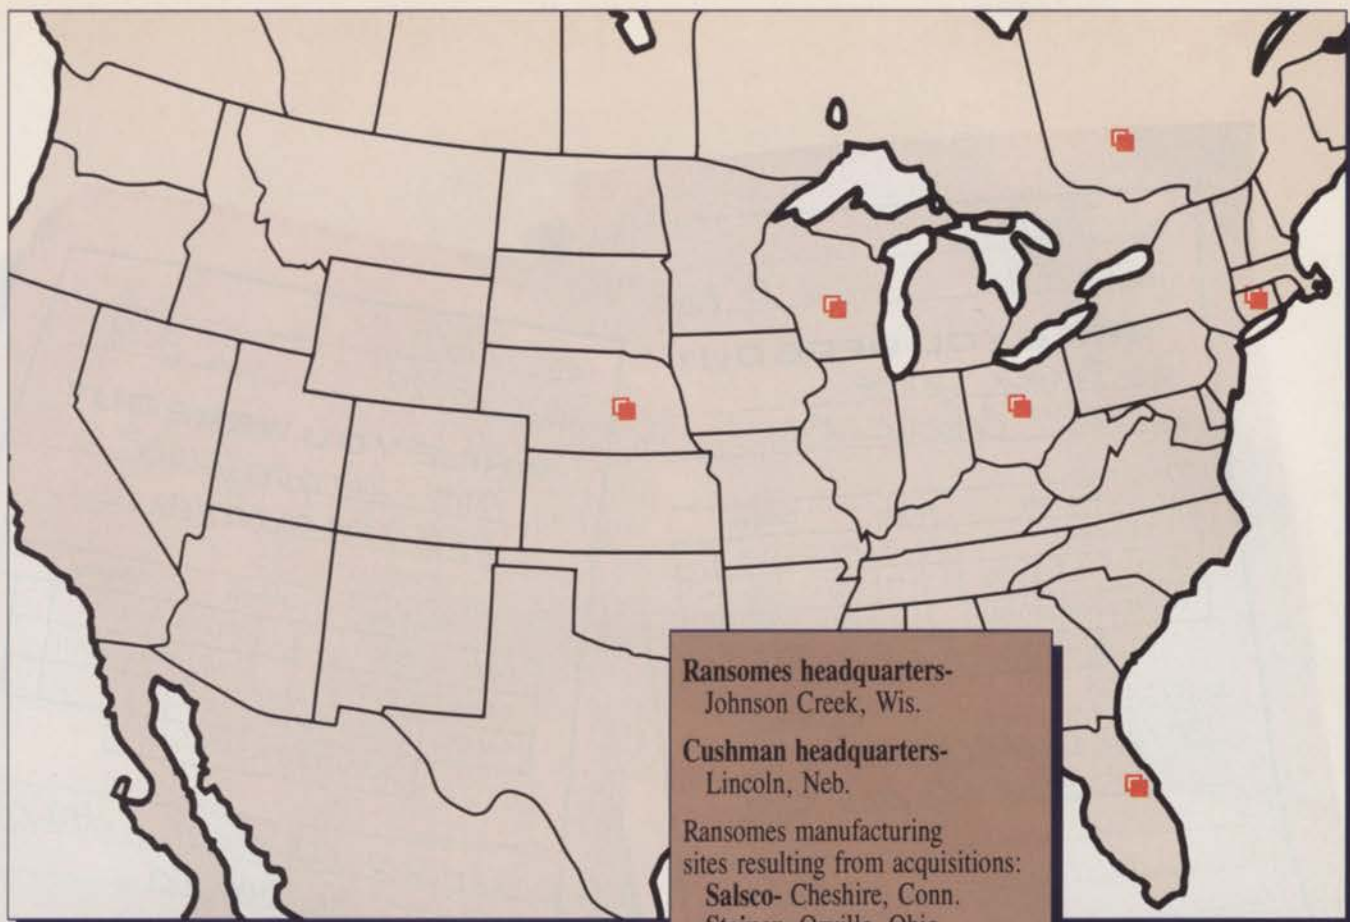 Ransomes headquarters-
Johnson Creek, Wis.
Cushman headquarters-
Lincoln, Neb.
Ransomes manufacturing
sites resulting from acquisitions:
Salsco- Cheshire, Conn.